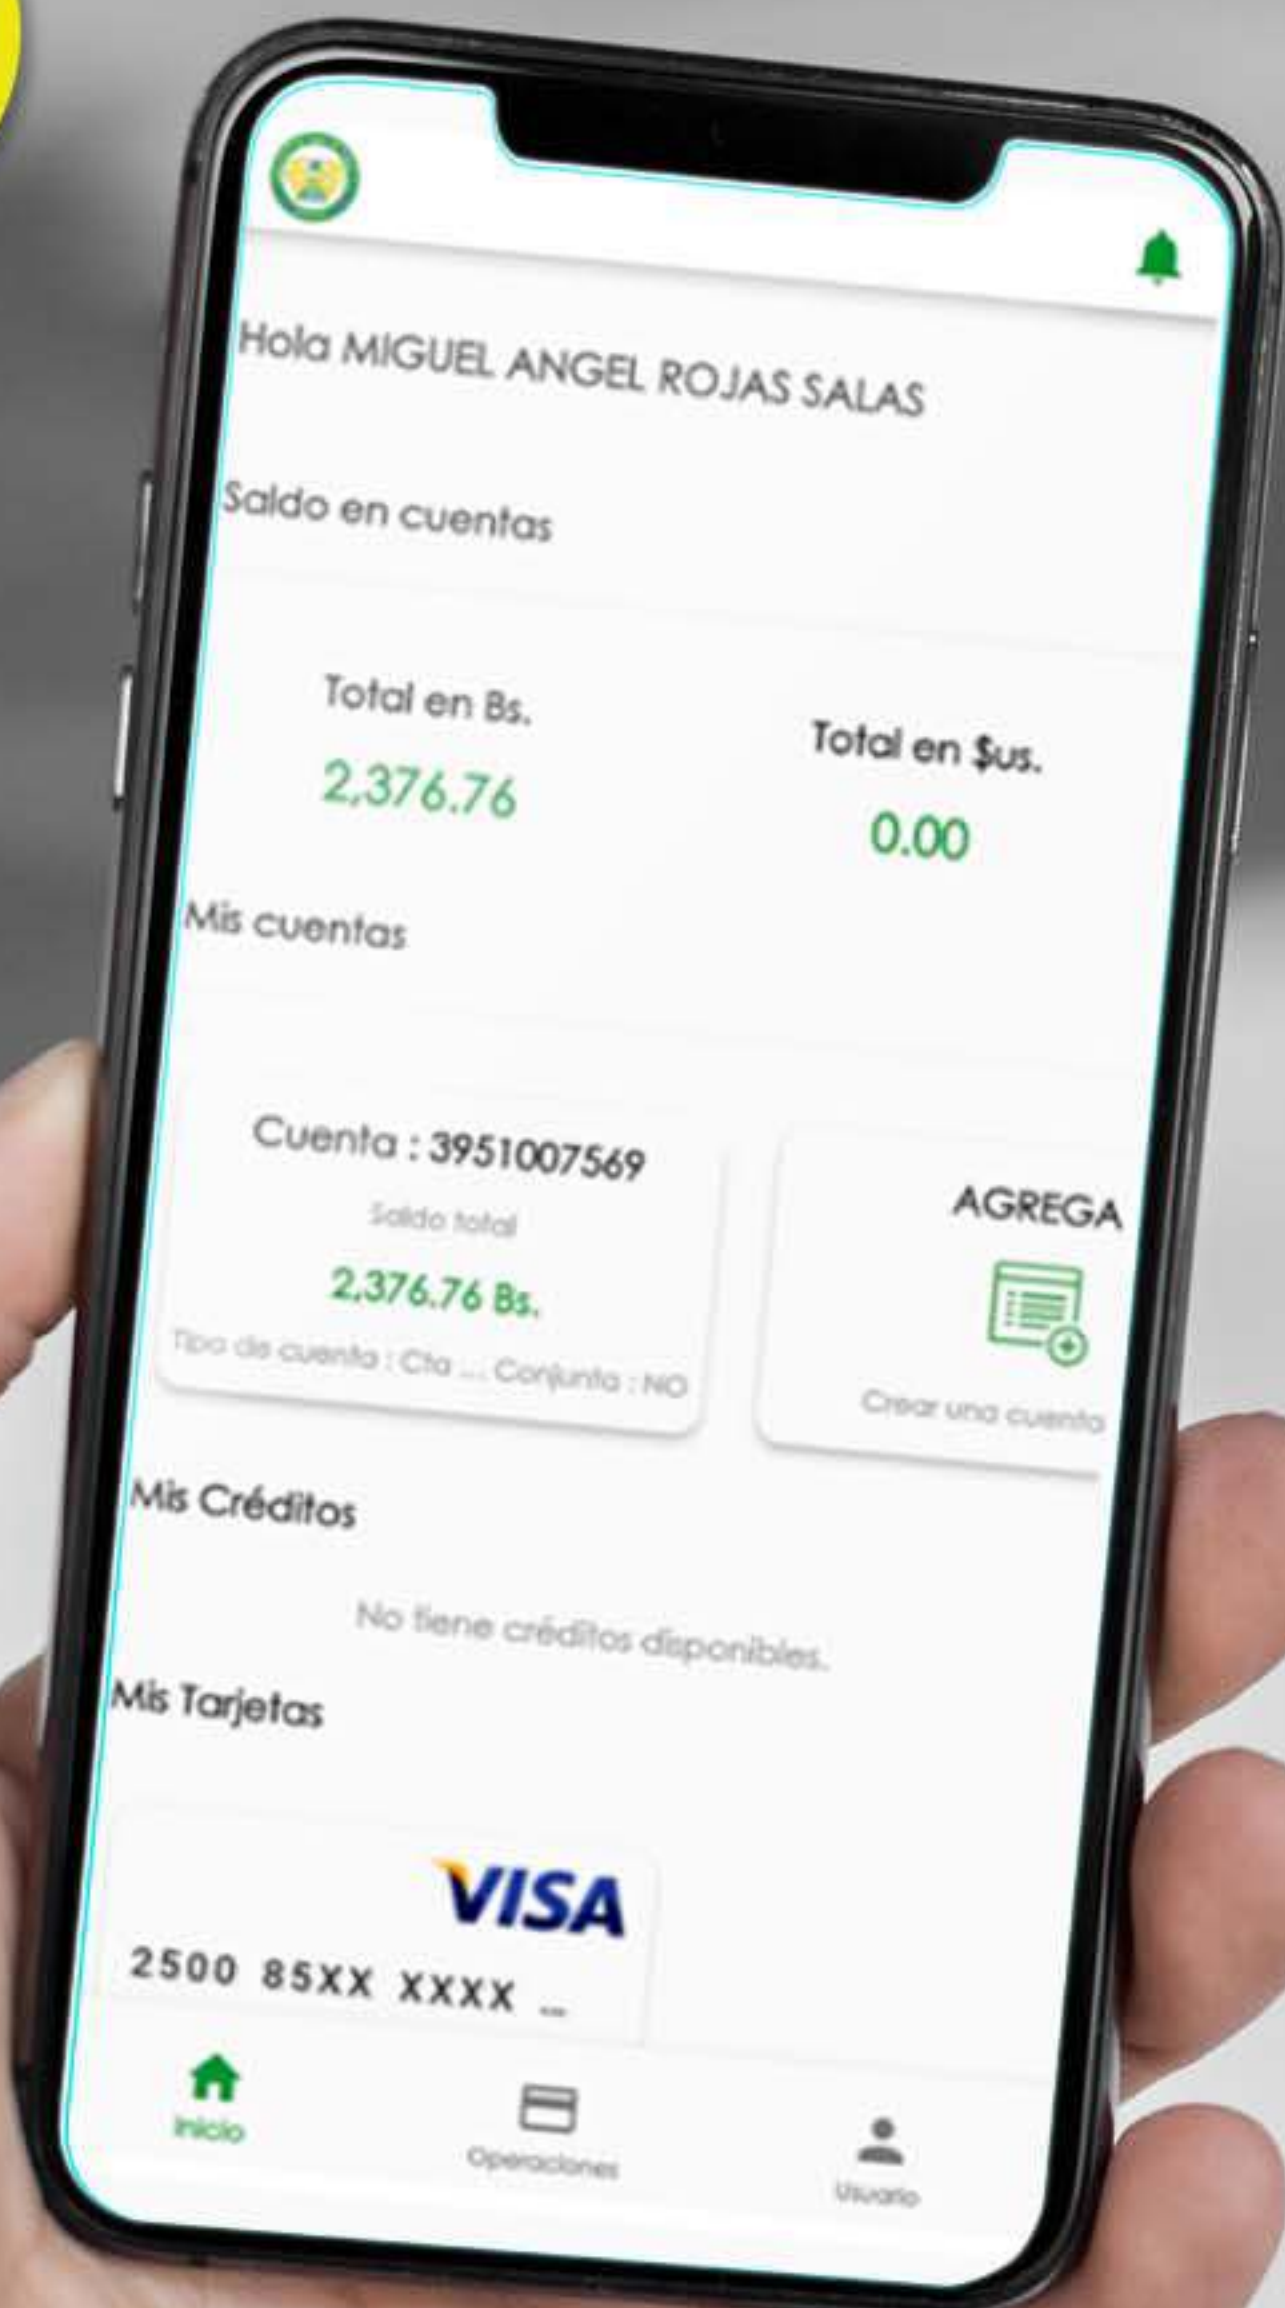 Hola MIGUEL ANGEL ROJAS SALAS
Saldo en cuentas
Total en Bs.
Total en $us.
2,376.76
0.00
Mis cuentas
Cuenta : 3951007569
Saldo total
2,376.76 Bs.
Tipo de cuenta : Cta ... Conjunta : NO
AGREGA
Crear una cuenta
Mis Créditos
No tiene créditos disponibles.
Mis Tarjetas
VISA
2500 85XX XXXX ...
Inicio
Operaciones
Usuario